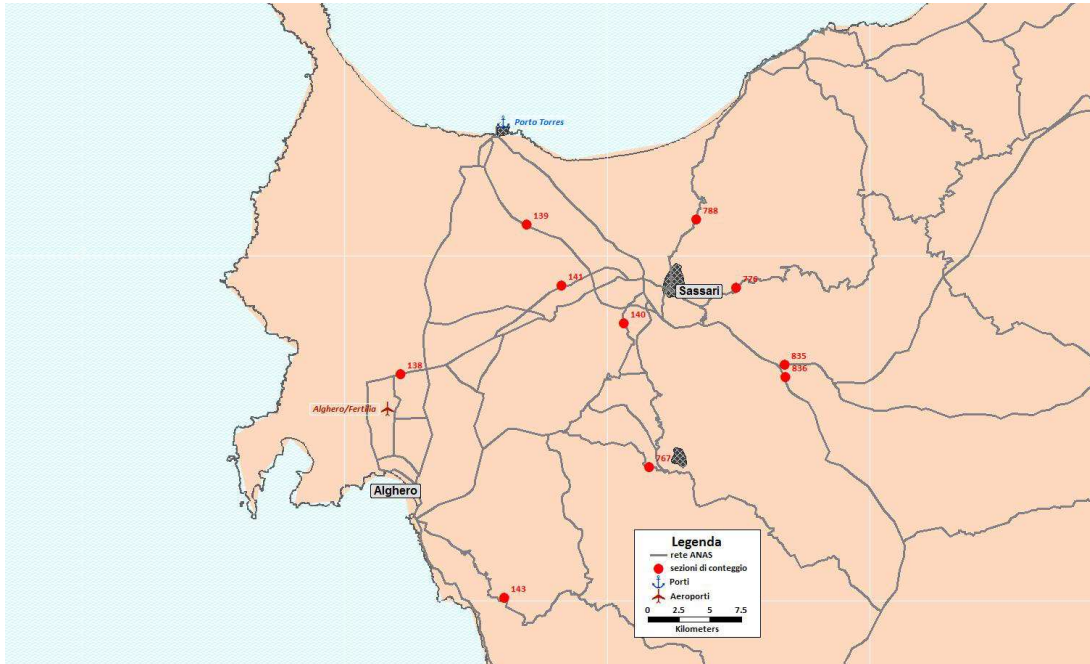 Porto Torres
139
788
141
776
Sassari
140
835
836
138
Alghero/Fertilia
767
Alghero
143
Legenda
rete ANAS
sezioni di conteggio
Porti
Aeroporti
0 2.5 5 7.5
Kilometers